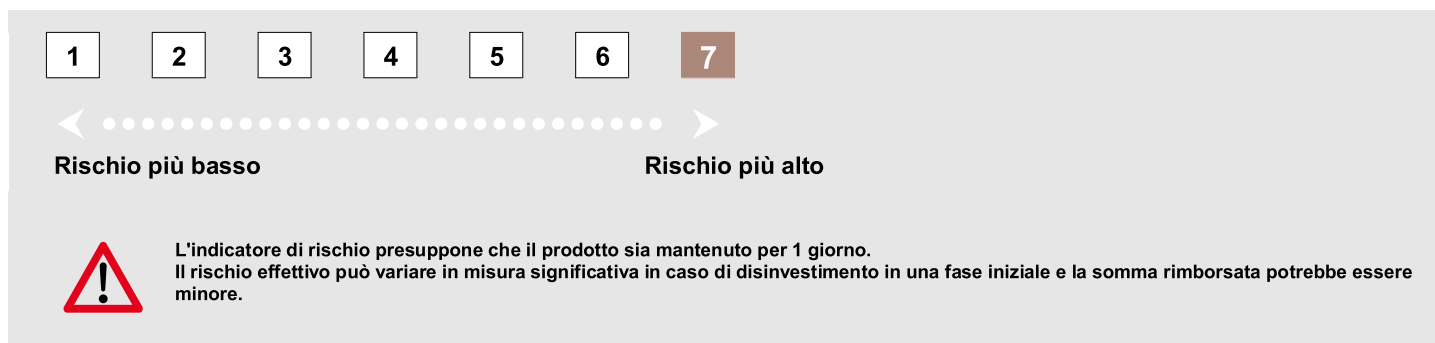 1 2 3 4 5 6 7
Rischio più basso Rischio più alto
L'indicatore di rischio presuppone che il prodotto sia mantenuto per 1 giorno.
Il rischio effettivo può variare in misura significativa in caso di disinvestimento in una fase iniziale e la somma rimborsata potrebbe essere
minore.